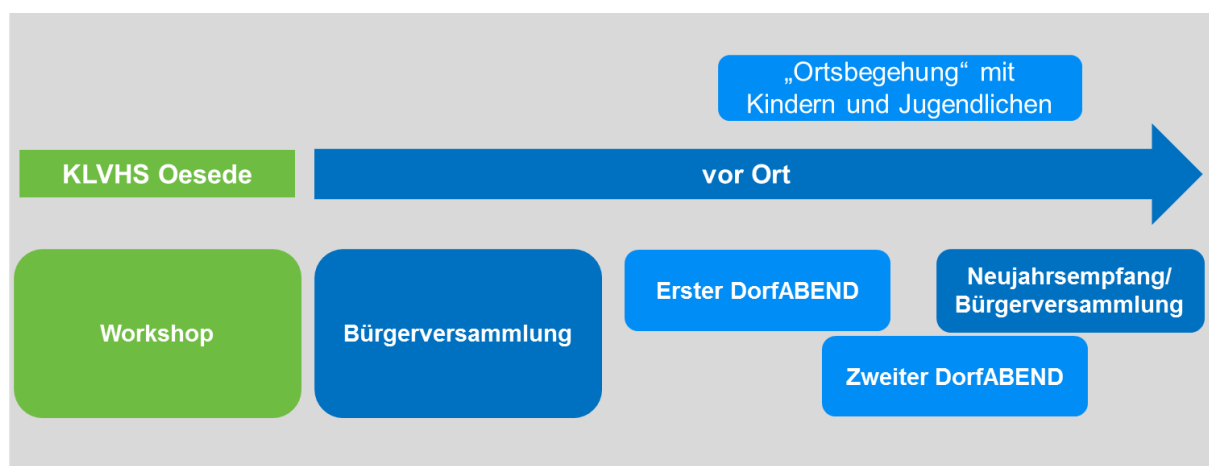 „Ortsbegehung“ mit
Kindern und Jugendlichen
KLVHS Oesede
vor Ort
Workshop
Bürgerversammlung
Erster DorfABEND
Neujahrsempfang/
Bürgerversammlung
Zweiter DorfABEND